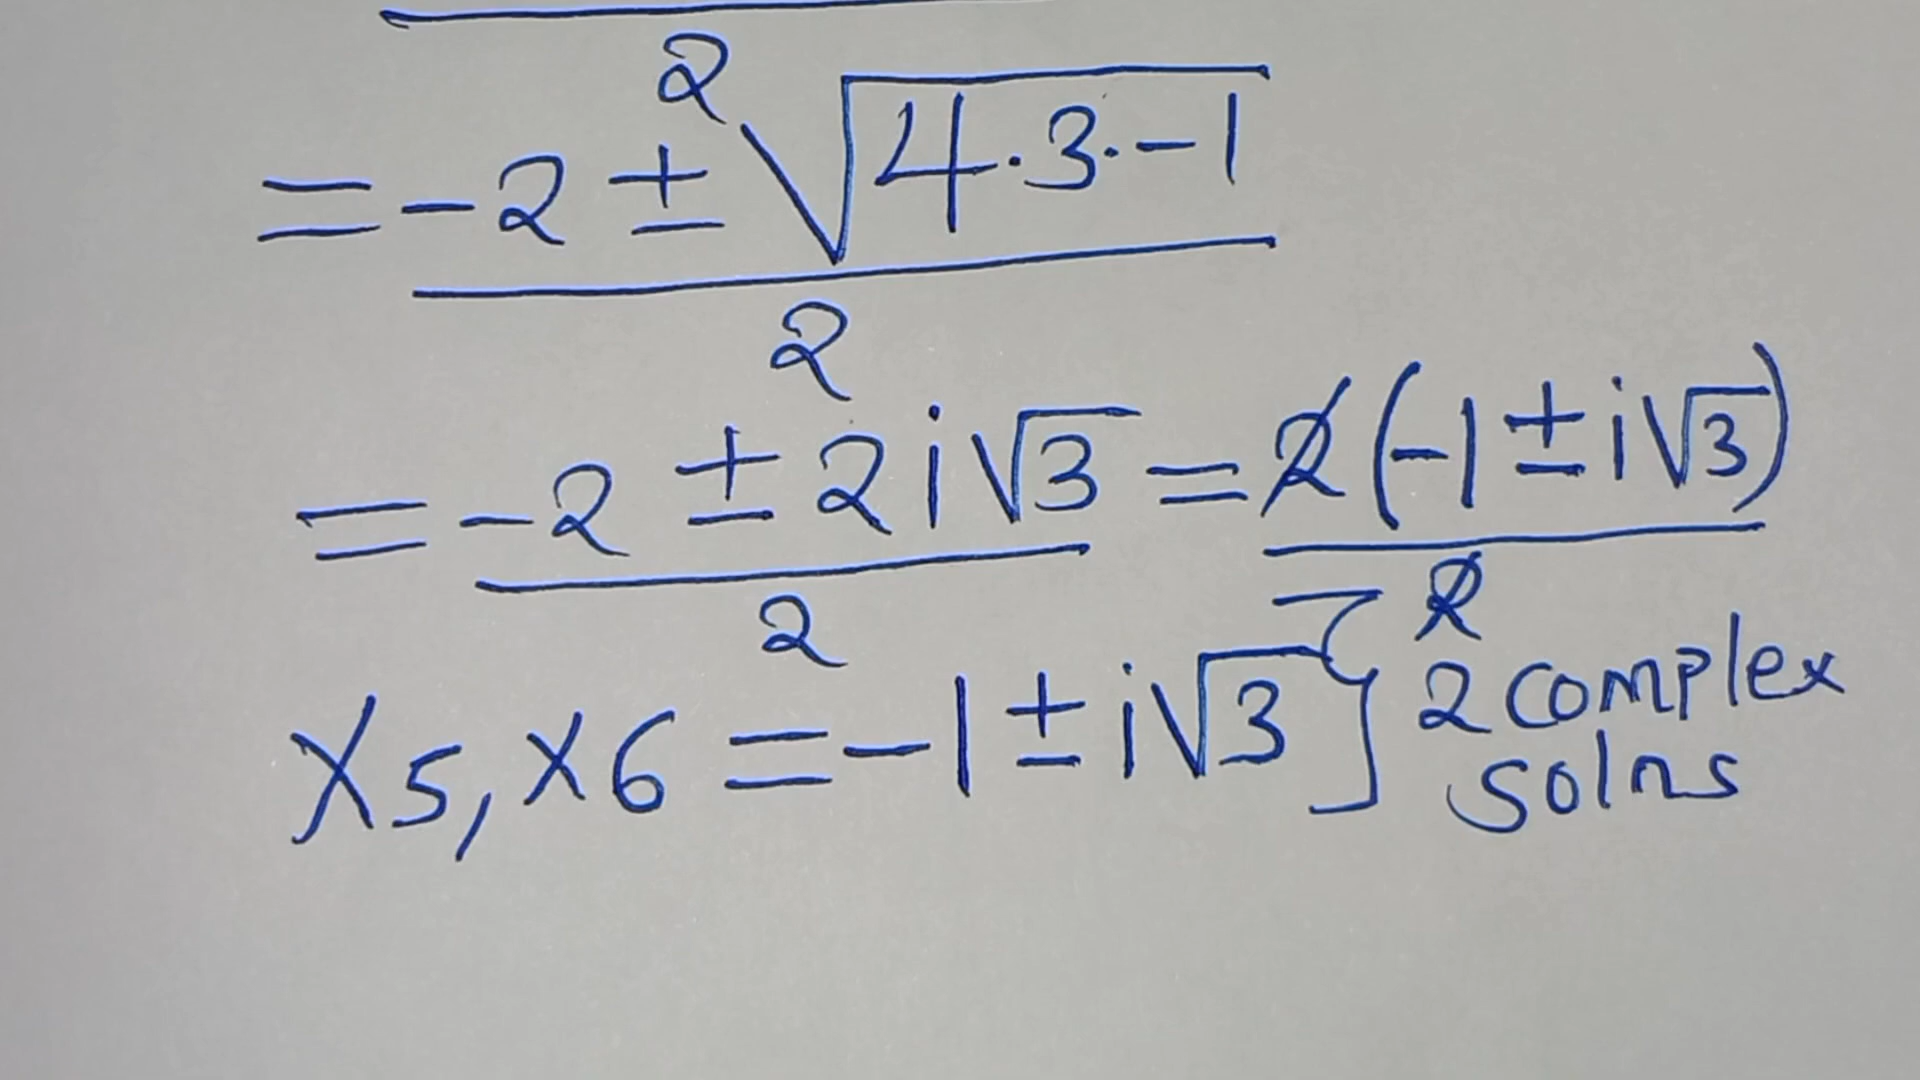 2
= -2 ± √4·3·-1
2
= -2 ± 2i√3 = 2(-1 ± i√3)
2 2
X5, X6 = -1 ± i√3 } 2 complex
solns